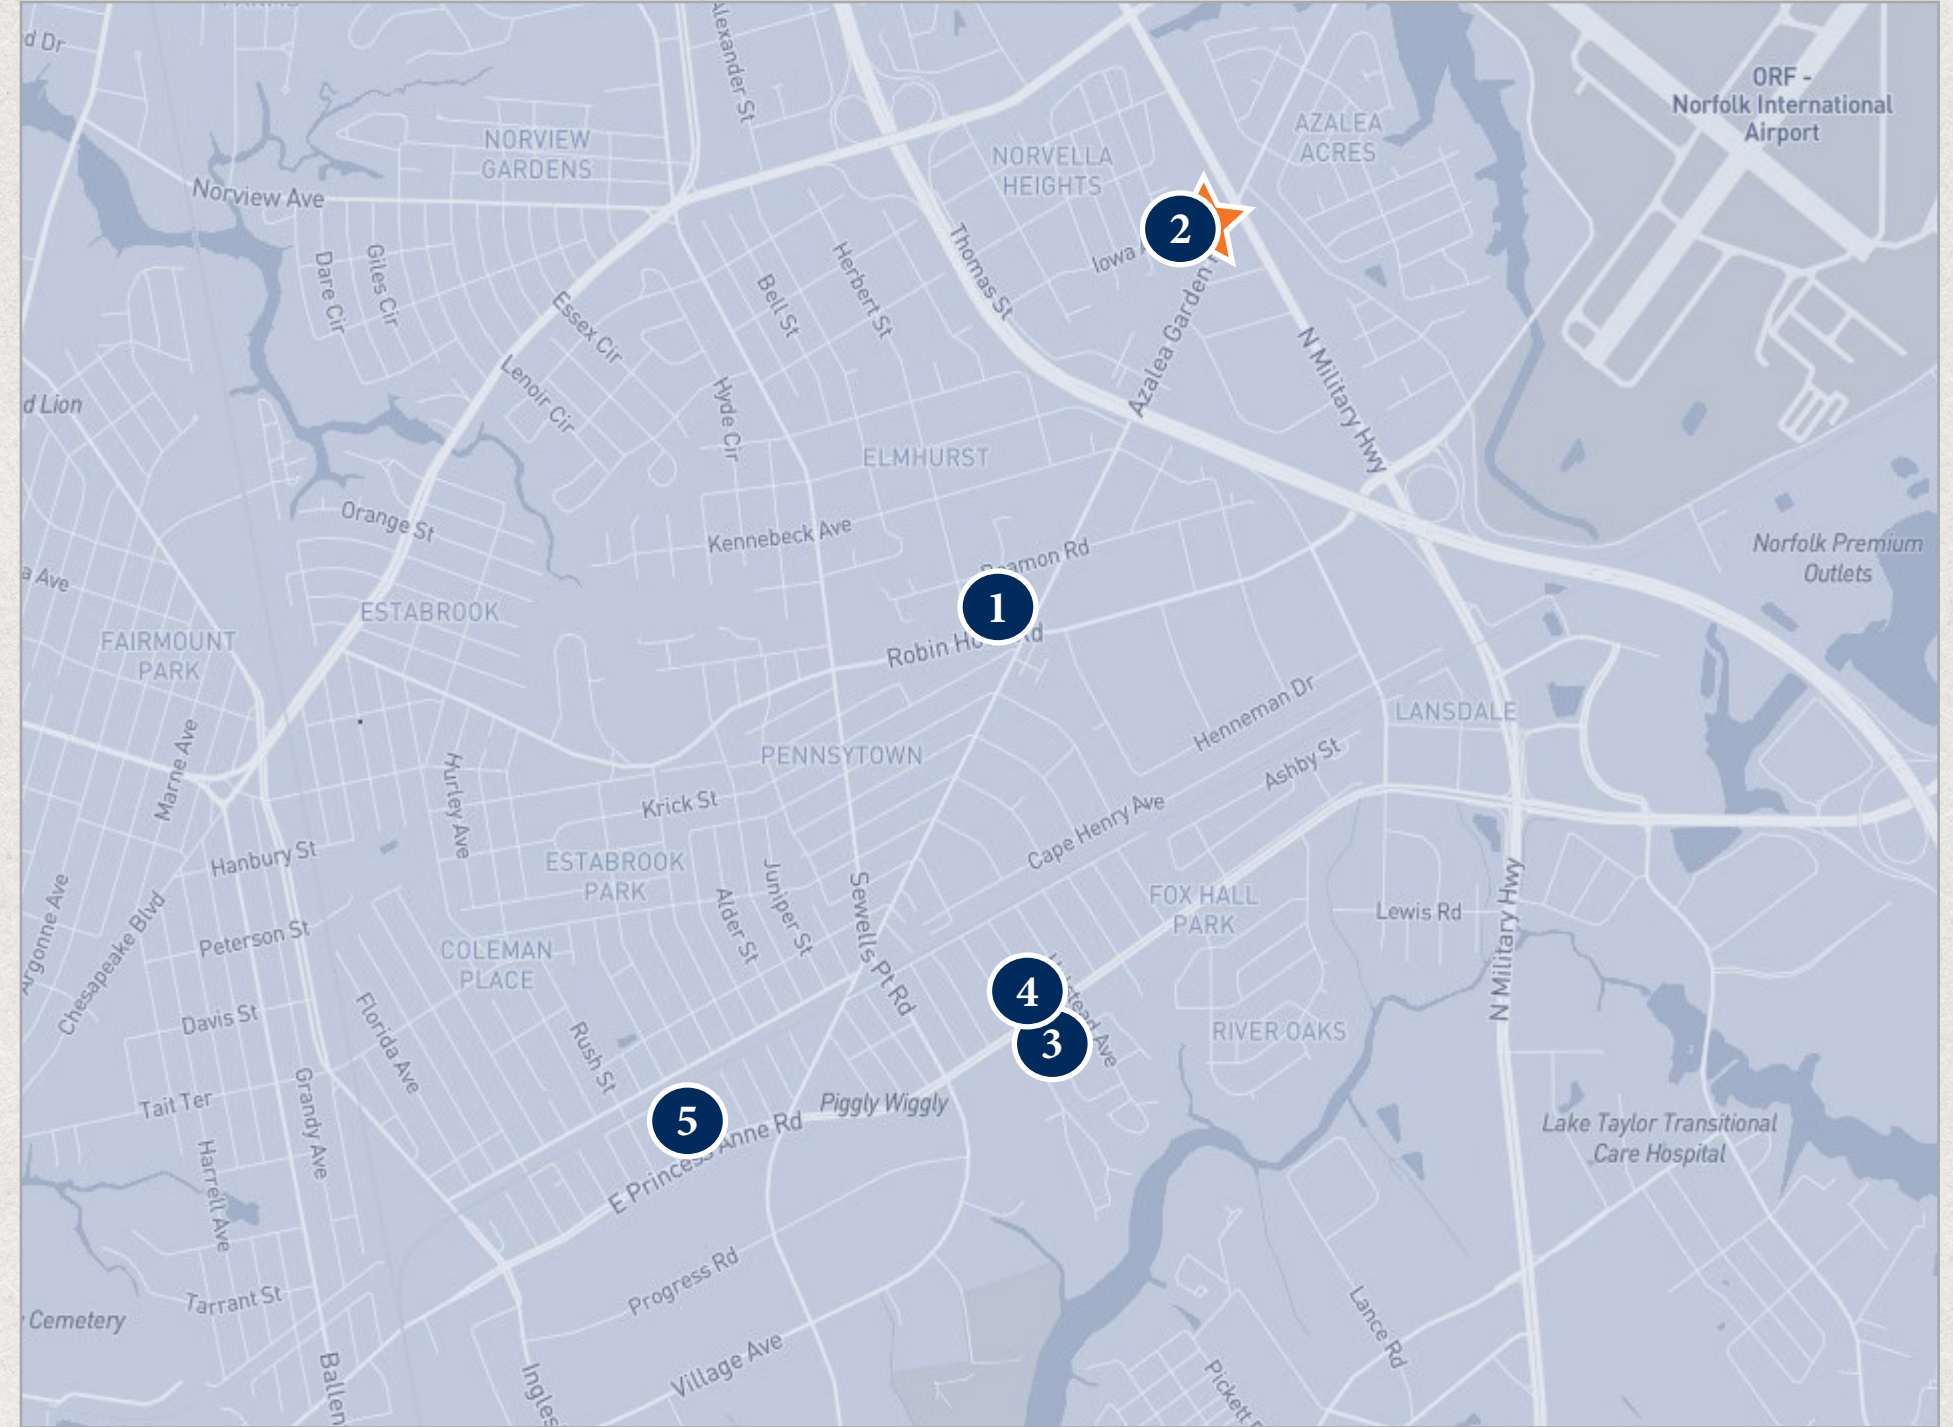 d Dr
Alexander St
ORF -
Norfolk International
Airport
NORVIEW
GARDENS
AZALEA
ACRES
NORVELLA
HEIGHTS
Norview Ave
2
Iowa
Dare Cir
Giles Cir
Herbert St
Thomas St
Bell St
Essex Cir
Azalea Garden
N Military Hwy
Lenoir Cir
Hyde Cir
d Lion
ELMHURST
Orange St
Kennebeck Ave
Norfolk Premium
Outlets
a Ave
1
ESTABROOK
FAIRMOUNT
PARK
Henneman Dr
LANSDALE
Marne Ave
PENNSYTOWN
Ashby St
Hurley Ave
Krick St
Cape Henry Ave
Hanbury St
ESTABROOK
PARK
Juniper St
Alder St
Sewells Pt Rd
FOX HALL
PARK
Lewis Rd
N Military Hwy
Argonne Ave
Chesapeake Blvd
Peterson St
COLEMAN
PLACE
4
3
Davis St
Florida Ave
Rush St
RIVER OAKS
Tait Ter
Grandy Ave
Piggly Wiggly
5
E Princess Anne Rd
Lake Taylor Transitional
Care Hospital
Harrell Ave
Progress Rd
Tarrant St
Cemetery
Lance Rd
Village Ave
Ballen
Ingles
Pickett